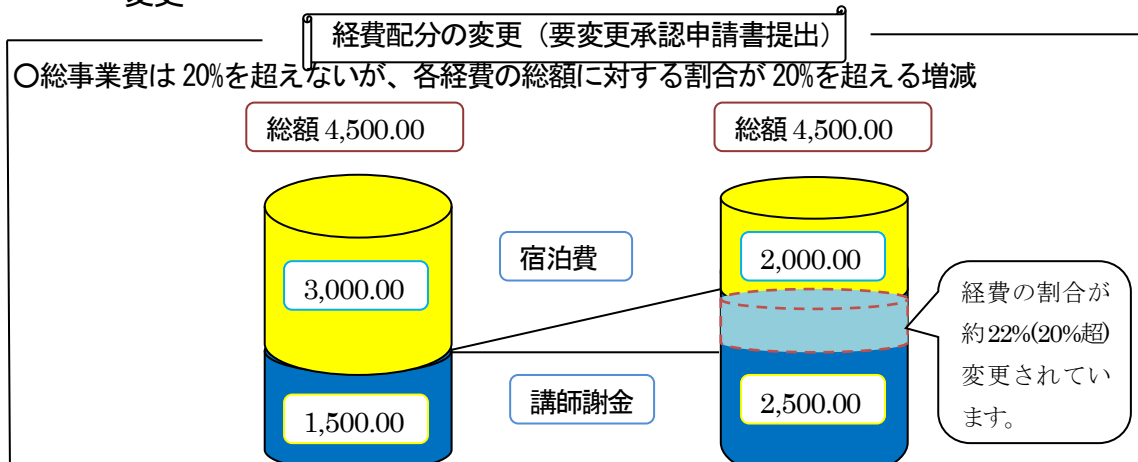 変更
経費配分の変更（要変更承認申請書提出）
〇総事業費は 20%を超えないが、各経費の総額に対する割合が 20%を超える増減
総額 4,500.00
総額 4,500.00
宿泊費
2,000.00
3,000.00
経費の割合が
約22%(20%超)
変更されてい
ます。
講師謝金
1,500.00
2,500.00